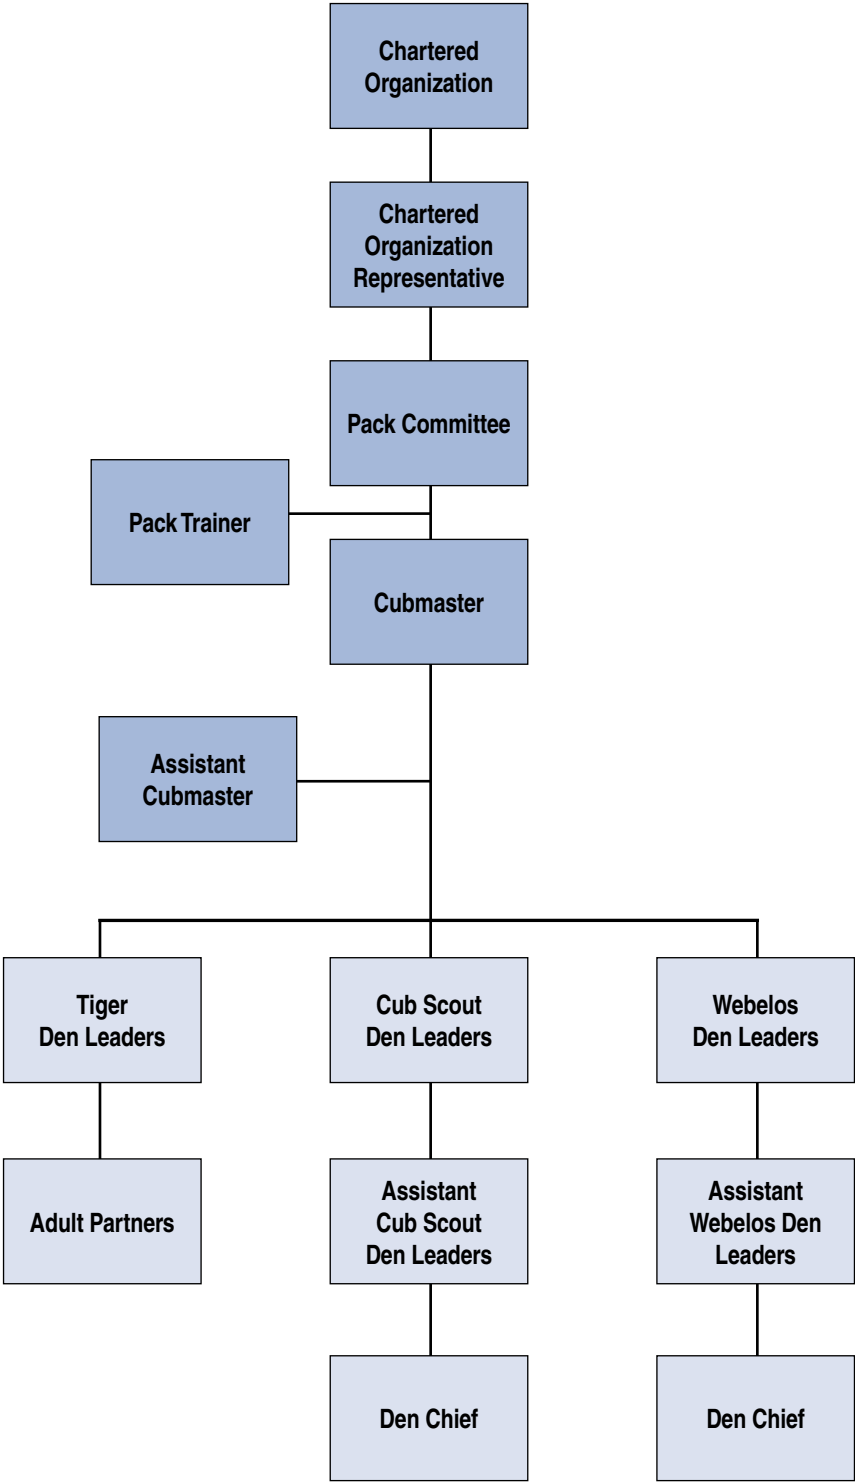 Chartered
Organization
Chartered
Organization
Representative
Pack Committee
Pack Trainer
Cubmaster
Assistant
Cubmaster
Tiger
Den Leaders
Cub Scout
Den Leaders
Webelos
Den Leaders
Adult Partners
Assistant
Cub Scout
Den Leaders
Assistant
Webelos Den
Leaders
Den Chief
Den Chief